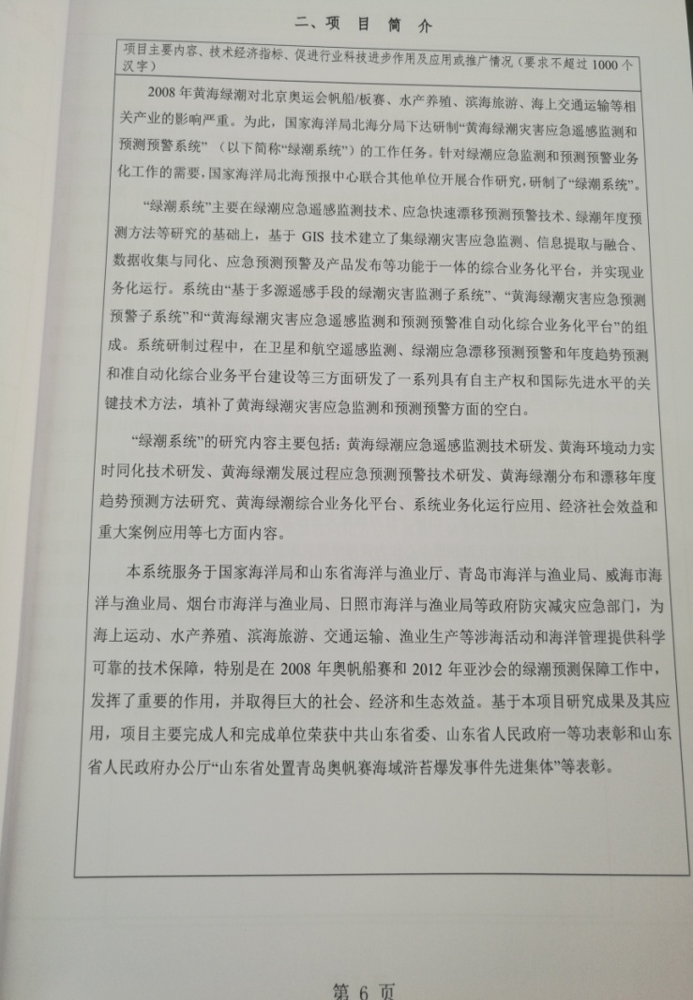 二、项 目 简 介
项目主要内容、技术经济指标、促进行业科技进步作用及应用或推广情况（要求不超过 1000 个
汉字）
2008 年黄海绿潮对北京奥运会帆船/板赛、水产养殖、滨海旅游、海上交通运输等相
关产业的影响严重。为此，国家海洋局北海分局下达研制“黄海绿潮灾害应急遥感监测和
预测预警系统”（以下简称“绿潮系统”）的工作任务。针对绿潮应急监测和预测预警业务
化工作的需要，国家海洋局北海预报中心联合其他单位开展合作研究，研制了“绿潮系统”。
“绿潮系统”主要在绿潮应急遥感监测技术、应急快速漂移预测预警技术、绿潮年度预
测方法等研究的基础上，基于 GIS 技术建立了集绿潮灾害应急监测、信息提取与融合、
数据收集与同化、应急预测预警及产品发布等功能于一体的综合业务化平台，并实现业
务化运行。系统由“基于多源遥感手段的绿潮灾害监测子系统”、“黄海绿潮灾害应急预测
预警子系统”和“黄海绿潮灾害应急遥感监测和预测预警准自动化综合业务化平台”的组
成。系统研制过程中，在卫星和航空遥感监测、绿潮应急漂移预测预警和年度趋势预测
和准自动化综合业务平台建设等三方面研发了一系列具有自主产权和国际先进水平的关
键技术方法，填补了黄海绿潮灾害应急监测和预测预警方面的空白。
“绿潮系统”的研究内容主要包括：黄海绿潮应急遥感监测技术研发、黄海环境动力实
时同化技术研发、黄海绿潮发展过程应急预测预警技术研发、黄海绿潮分布和漂移年度
趋势预测方法研究、黄海绿潮综合业务化平台、系统业务化运行应用、经济社会效益和
重大案例应用等七方面内容。
本系统服务于国家海洋局和山东省海洋与渔业厅、青岛市海洋与渔业局、威海市海
洋与渔业局、烟台市海洋与渔业局、日照市海洋与渔业局等政府防灾减灾应急部门，为
海上运动、水产养殖、滨海旅游、交通运输、渔业生产等涉海活动和海洋管理提供科学
可靠的技术保障，特别是在 2008 年奥帆船赛和 2012 年亚沙会的绿潮预测保障工作中，
发挥了重要的作用，并取得巨大的社会、经济和生态效益。基于本项目研究成果及其应
用，项目主要完成人和完成单位荣获中共山东省委、山东省人民政府一等功表彰和山东
省人民政府办公厅“山东省处置青岛奥帆赛海域浒苔爆发事件先进集体”等表彰。
第 6 页